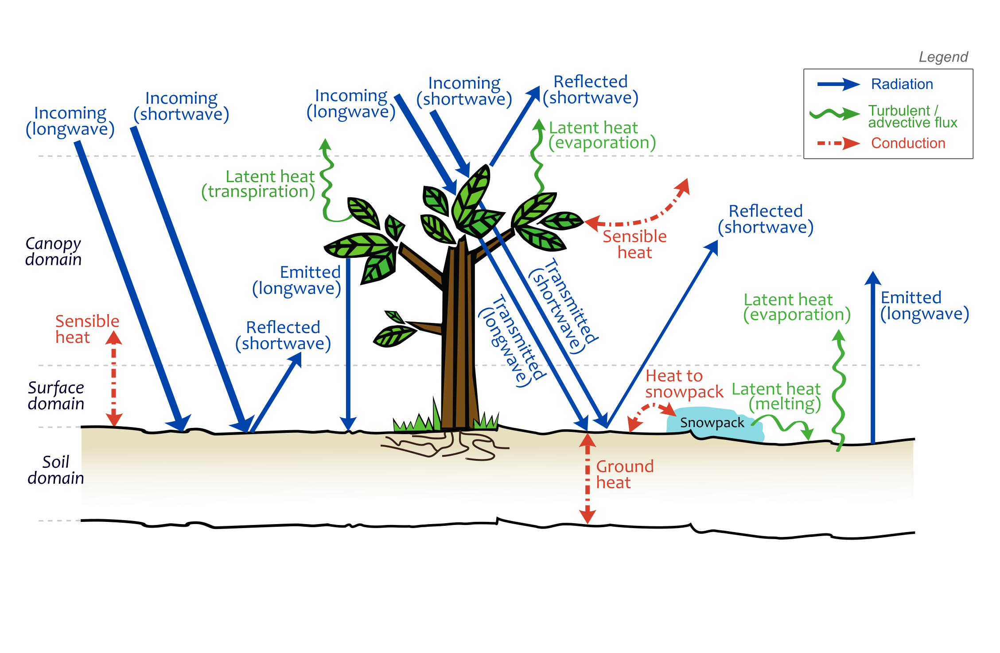 Legend
Radiation
Turbulent /
advective flux
Conduction
Incoming
(longwave)
Incoming
(shortwave)
Incoming
(longwave)
Incoming
(shortwave)
Reflected
(shortwave)
Latent heat
(evaporation)
Latent heat
(transpiration)
Sensible
heat
Reflected
(shortwave)
Canopy
domain
Emitted
(longwave)
Transmitted
(shortwave)
Transmitted
(longwave)
Latent heat
(evaporation)
Emitted
(longwave)
Sensible
heat
Reflected
(shortwave)
Surface
domain
Heat to
snowpack
Latent heat
(melting)
Snowpack
Soil
domain
Ground
heat